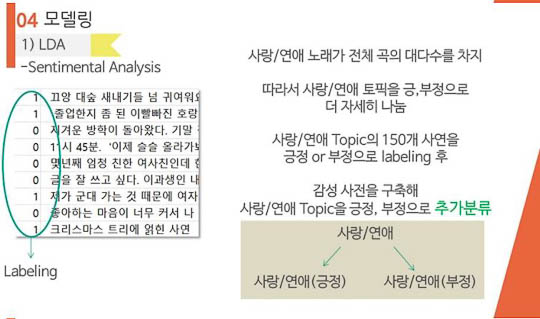 04 모델링
1) LDA
-Sentimental Analysis
1 끄앙 대숲 새내기들 넘 귀여워요
1 졸업한지 좀 된 이빨빠진 호랑
0 지겨운 방학이 돌아왔다. 기말
0 11시 45분. '이제 슬슬 올라가보
0 몇년째 엄청 친한 여사친인데 한
0 글을 잘 쓰고 싶다. 이과생인 내
1 제가 군대 가는 것 때문에 여자
0 좋아하는 마음이 너무 커서 나
1 크리스마스 트리에 얽힌 사연
Labeling
사랑/연애 노래가 전체 곡의 대다수를 차지
따라서 사랑/연애 토픽을 긍,부정으로
더 자세히 나눔
사랑/연애 Topic의 150개 사연을
긍정 or 부정으로 labeling 후
감성 사전을 구축해
사랑/연애 Topic을 긍정, 부정으로 추가분류
사랑/연애
사랑/연애(긍정) 사랑/연애(부정)